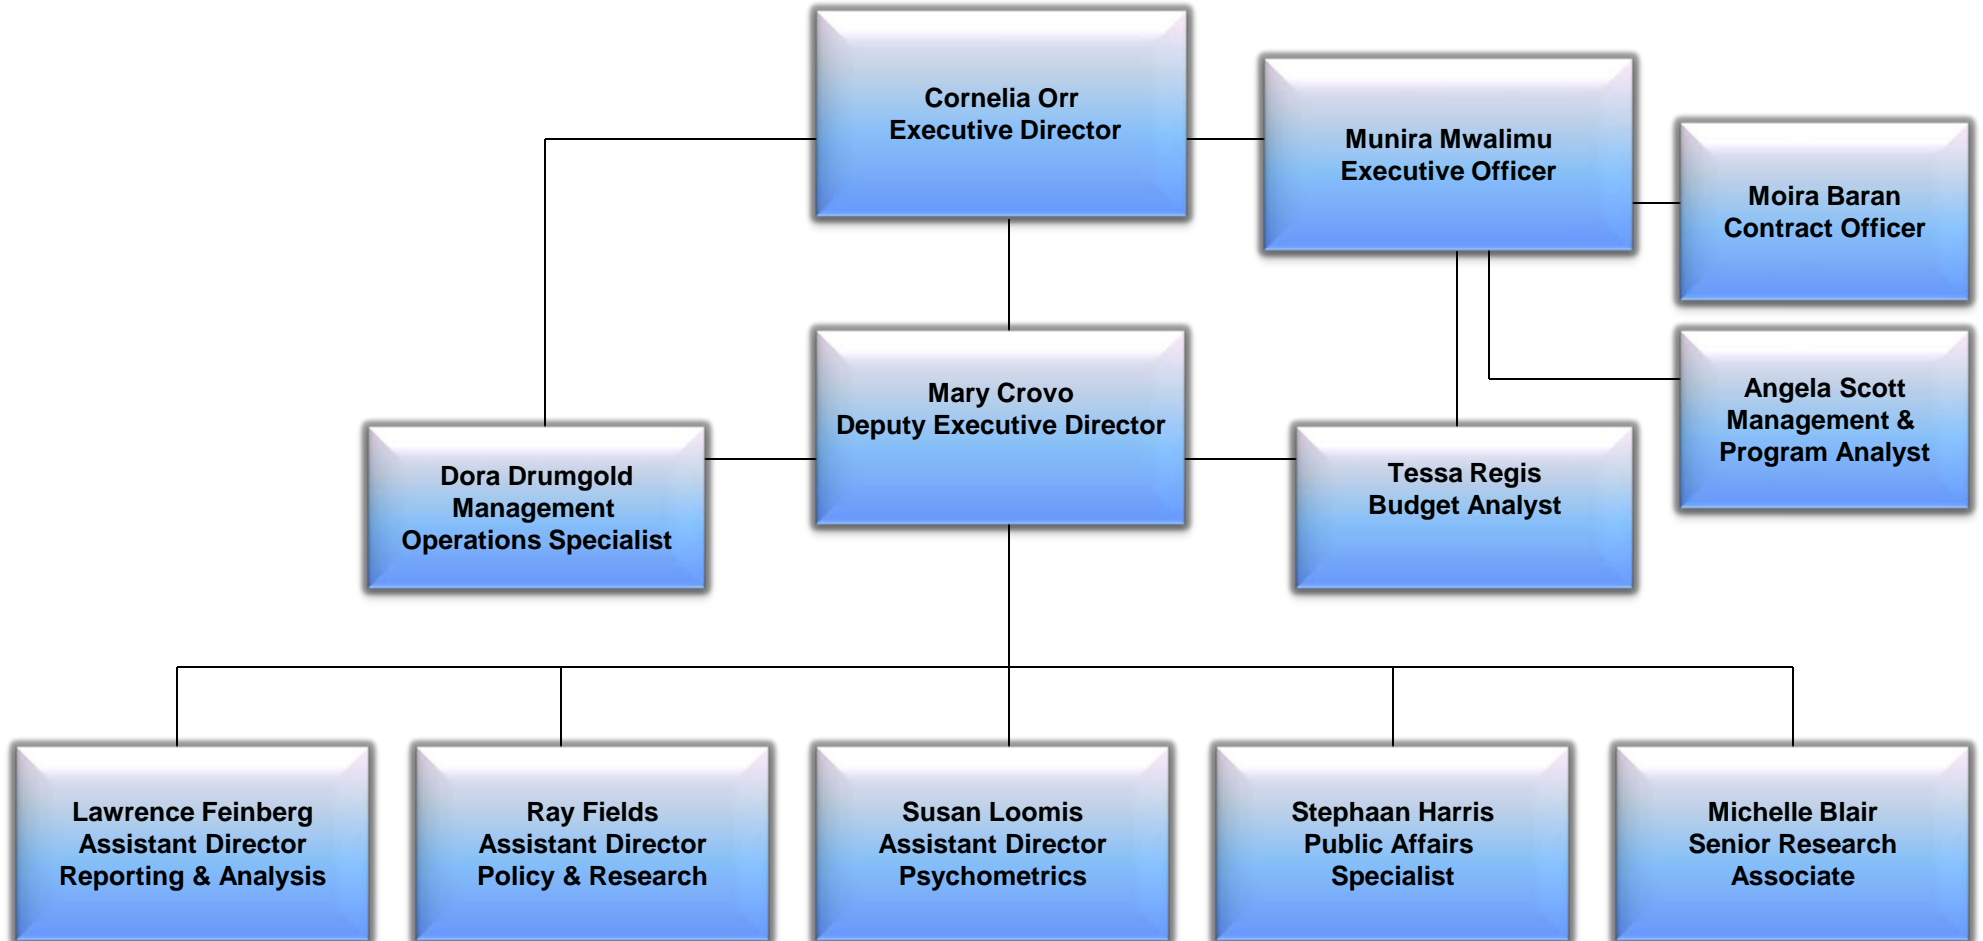 Cornelia Orr
Executive Director
Munira Mwalimu
Executive Officer
Moira Baran
Contract Officer
Mary Crovo
Deputy Executive Director
Angela Scott
Management &
Program Analyst
Dora Drumgold
Management
Operations Specialist
Tessa Regis
Budget Analyst
Lawrence Feinberg
Assistant Director
Reporting & Analysis
Ray Fields
Assistant Director
Policy & Research
Susan Loomis
Assistant Director
Psychometrics
Stephaan Harris
Public Affairs
Specialist
Michelle Blair
Senior Research
Associate